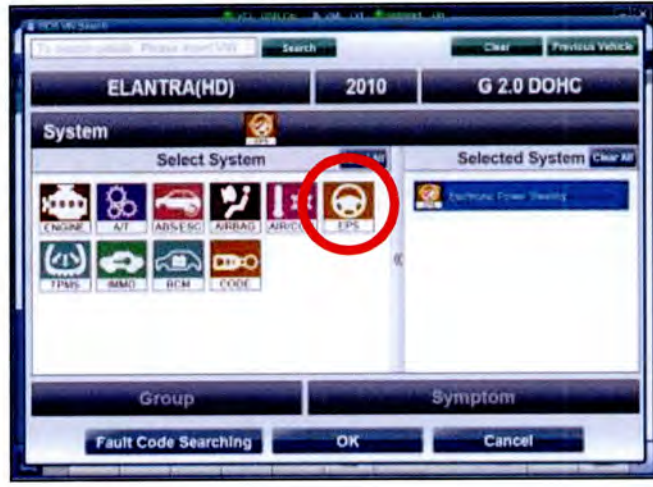 Search
Clear
Previous Vehicle
ELANTRA(HD)
2010
G 2.0 DOHC
System
EPS
Select System
Selected System
Clear All
ENGINE
A/T
ABS/ESC
AIRBAG
EPS
Electronic Power Steering
TPMS
IMMO
BCM
CODE
Group
Symptom
Fault Code Searching
OK
Cancel